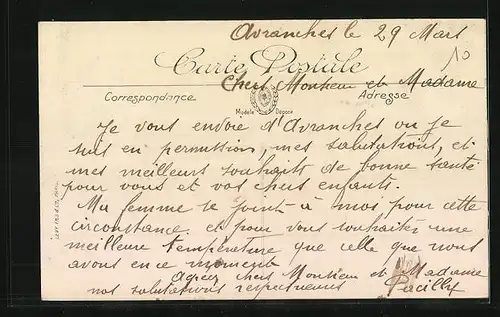 Avranches le 29 Mars
10
Carte Postale
Chers Monsieur et Madame
Correspondance
Adresse
Modèle Déposé
Je vous envoie d'Avranches ou je
suis en permission, mes salutations, et
mes meilleurs souhaits de bonne santé
pour vous et vos chers enfants.
Ma femme se joint à moi pour cette
circonstance. et pour vous souhaiter une
meilleure température que celle que nous
avons en ce moment
Agréez chers Monsieur et Madame
nos salutations respectueuses